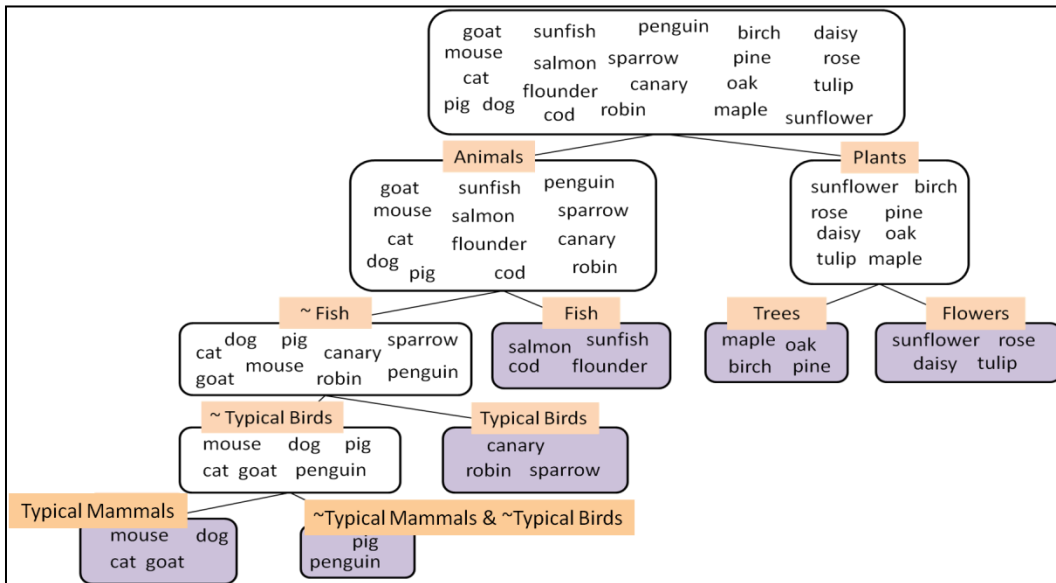 goat sunfish penguin birch daisy
mouse salmon sparrow pine rose
cat flounder canary oak tulip
pig dog cod robin maple sunflower
Animals Plants
goat sunfish penguin
mouse salmon sparrow
cat flounder canary
dog pig cod robin
sunflower birch
rose pine
daisy oak
tulip maple
~ Fish Fish Trees Flowers
cat dog pig canary sparrow
goat mouse robin penguin
salmon sunfish
cod flounder
maple oak
birch pine
sunflower rose
daisy tulip
~ Typical Birds Typical Birds
mouse dog pig
cat goat penguin
canary
robin sparrow
Typical Mammals ~Typical Mammals & ~Typical Birds
mouse dog
cat goat
pig
penguin